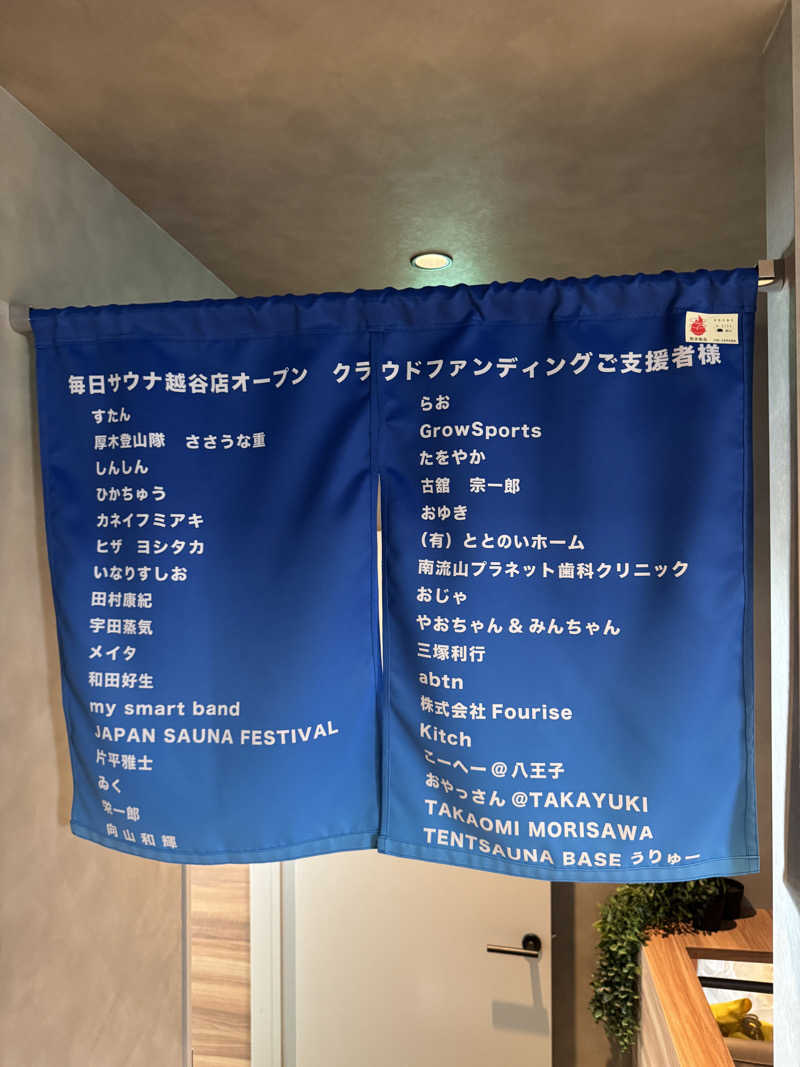 毎日サウナ越谷店オープン　クラウドファンディングご支援者様
すたん
厚木登山隊　ささうな重
しんしん
ひかちゅう
カネイフミアキ
ヒザ　ヨシタカ
いなりすしお
田村康紀
宇田蒸気
メイタ
和田好生
my smart band
JAPAN SAUNA FESTIVAL
片平雅士
ゐく
栄一郎
向山和輝
らお
GrowSports
たをやか
古舘　宗一郎
おゆき
（有）ととのいホーム
南流山プラネット歯科クリニック
おじゃ
やおちゃん＆みんちゃん
三塚利行
abtn
株式会社Fourise
Kitch
こーへー@八王子
おやっさん@TAKAYUKI
TAKAOMI MORISAWA
TENTSAUNA BASE うりゅー